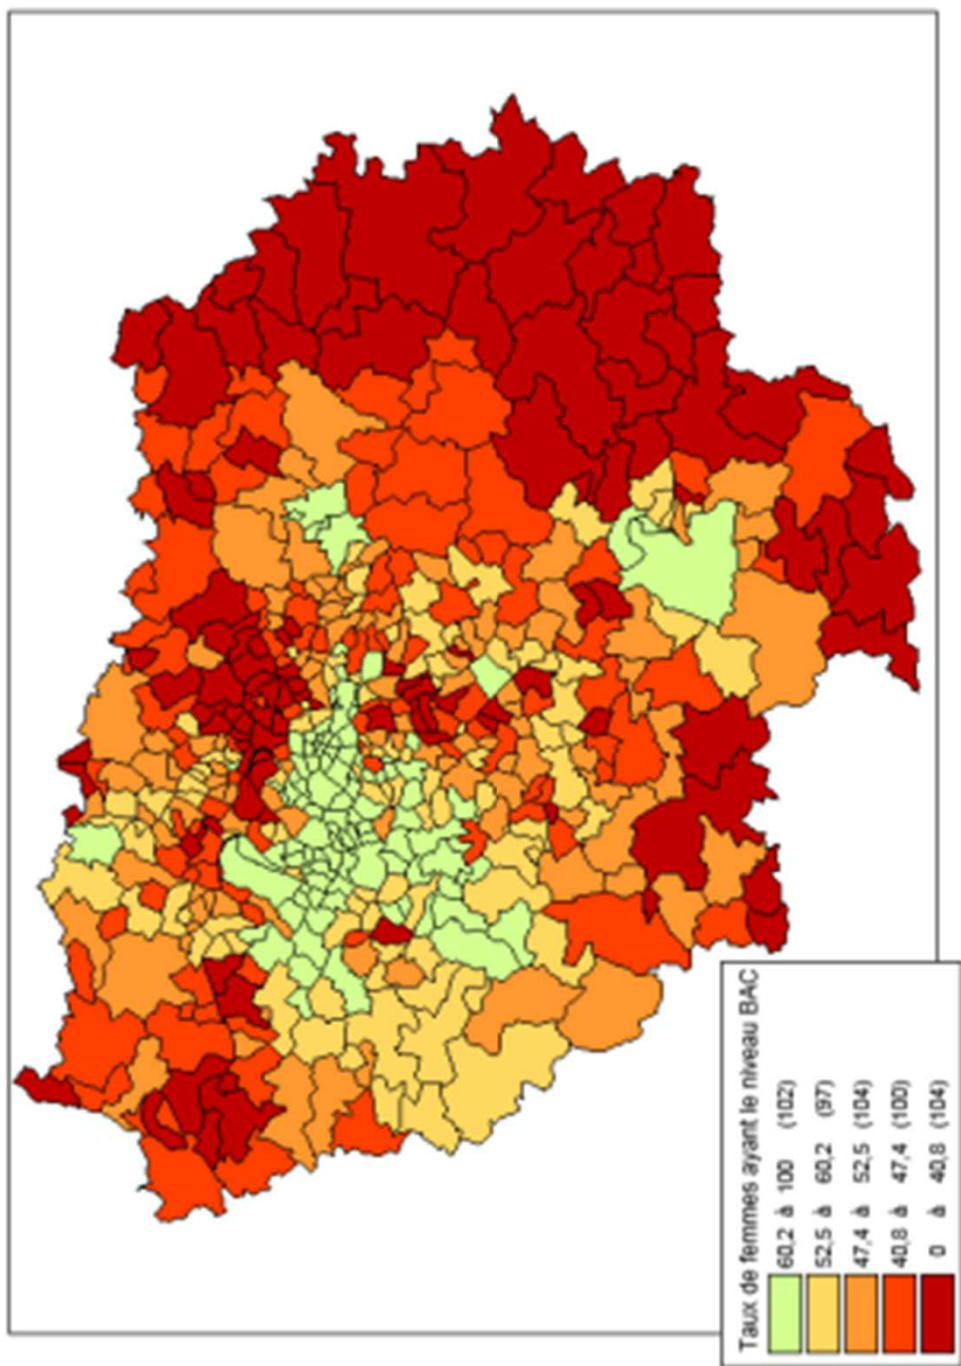 Taux de femmes ayant le niveau BAC
60,2 à 100 (102)
52,5 à 60,2 (97)
47,4 à 52,5 (104)
40,8 à 47,4 (100)
0 à 40,8 (104)